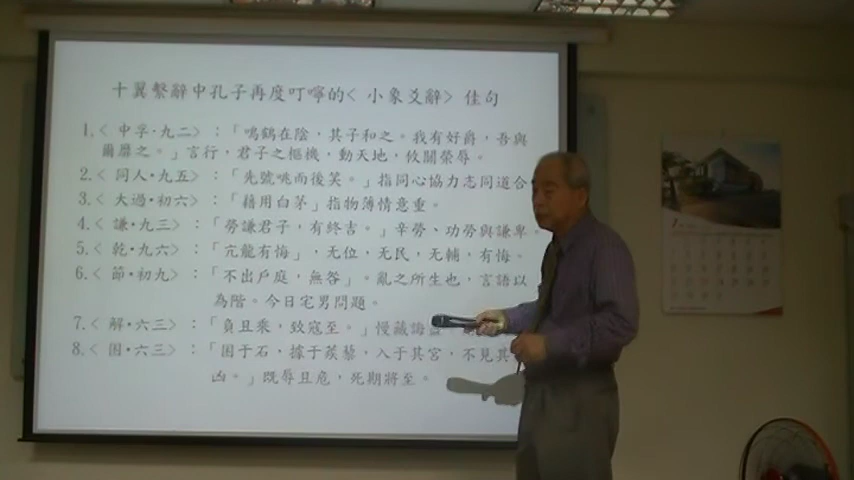 十翼繫辭中孔子再度叮嚀的〈 小象爻辭〉 佳句
1.〈 中孚·九二〉：「鳴鶴在陰，其子和之。我有好爵，吾與
爾靡之。」言行，君子之樞機，動天地，攸關榮辱。
2.〈 同人·九五〉：「先號咷而後笑。」指同心協力志同道合
3.〈 大過·初六〉：「藉用白茅」指物薄情意重。
4.〈 謙·九三〉：「勞謙君子，有終吉。」辛勞、功勞與謙卑。
5.〈 乾·九六〉：「亢龍有悔」，无位，无民，无輔，有悔。
6.〈 節·初九〉：「不出戶庭，無咎」。亂之所生也，言語以
為階。今日宅男問題。
7.〈 解·六三〉：「負且乘，致寇至。」慢藏誨
8.〈 困·六三〉：「困于石，據于蒺藜，入于其宮，不見其
凶。」既辱且危，死期將至。